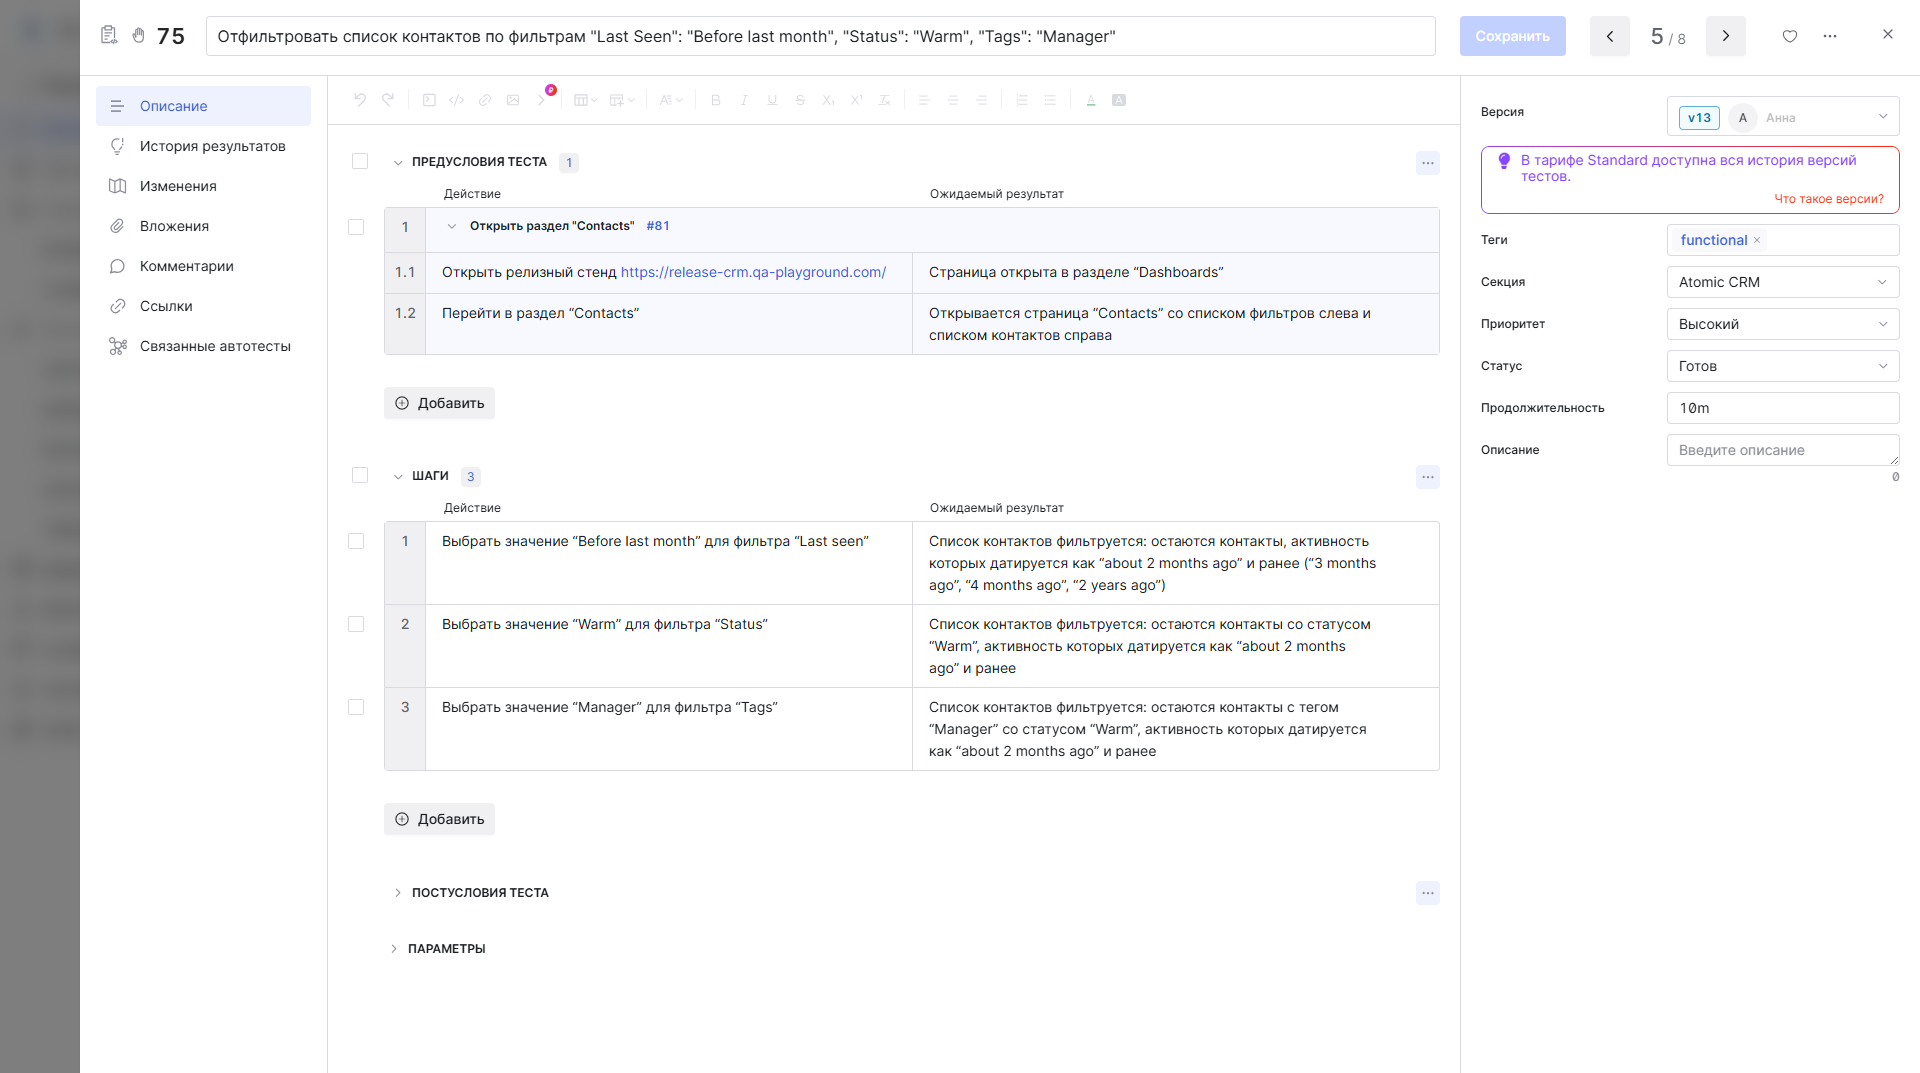 75
Отфильтровать список контактов по фильтрам "Last Seen": "Before last month", "Status": "Warm", "Tags": "Manager"
Сохранить
5 / 8
Описание
История результатов
Изменения
Вложения
Комментарии
Ссылки
Связанные автотесты
ПРЕДУСЛОВИЯ ТЕСТА 1
Действие
Ожидаемый результат
1
Открыть раздел "Contacts" #81
1.1
Открыть релизный стенд https://release-crm.qa-playground.com/
Страница открыта в разделе “Dashboards”
1.2
Перейти в раздел “Contacts”
Открывается страница “Contacts” со списком фильтров слева и
списком контактов справа
Добавить
ШАГИ 3
Действие
Ожидаемый результат
1
Выбрать значение “Before last month” для фильтра “Last seen”
Список контактов фильтруется: остаются контакты, активность
которых датируется как “about 2 months ago” и ранее (“3 months
ago”, “4 months ago”, “2 years ago”)
2
Выбрать значение “Warm” для фильтра “Status”
Список контактов фильтруется: остаются контакты со статусом
“Warm”, активность которых датируется как “about 2 months
ago” и ранее
3
Выбрать значение “Manager” для фильтра “Tags”
Список контактов фильтруется: остаются контакты с тегом
“Manager” со статусом “Warm”, активность которых датируется
как “about 2 months ago” и ранее
Добавить
ПОСТУСЛОВИЯ ТЕСТА
ПАРАМЕТРЫ
Версия
v13 А Анна
В тарифе Standard доступна вся история версий
тестов.
Что такое версии?
Теги
functional
Секция
Atomic CRM
Приоритет
Высокий
Статус
Готов
Продолжительность
10m
Описание
Введите описание
0